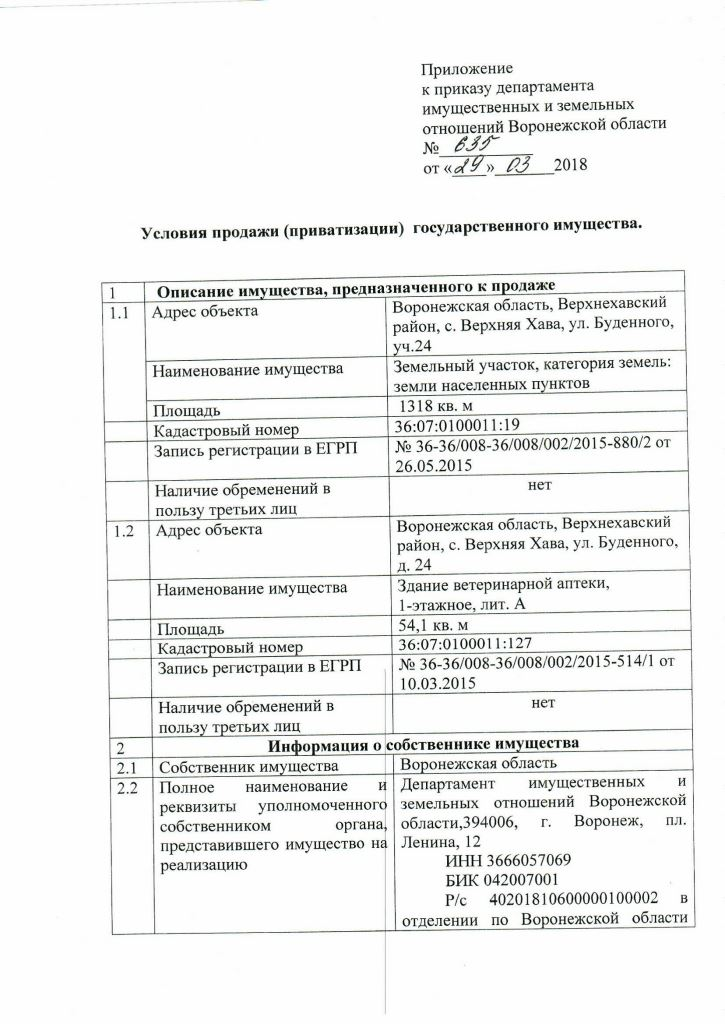 Приложение
к приказу департамента
имущественных и земельных
отношений Воронежской области
№ 635
от «29» 03 2018
Условия продажи (приватизации) государственного имущества.
1 Описание имущества, предназначенного к продаже
1.1 Адрес объекта Воронежская область, Верхнехавский
район, с. Верхняя Хава, ул. Буденного,
уч.24
Наименование имущества Земельный участок, категория земель:
земли населенных пунктов
Площадь 1318 кв. м
Кадастровый номер 36:07:0100011:19
Запись регистрации в ЕГРП № 36-36/008-36/008/002/2015-880/2 от
26.05.2015
Наличие обременений в нет
пользу третьих лиц
1.2 Адрес объекта Воронежская область, Верхнехавский
район, с. Верхняя Хава, ул. Буденного,
д. 24
Наименование имущества Здание ветеринарной аптеки,
1-этажное, лит. А
Площадь 54,1 кв. м
Кадастровый номер 36:07:0100011:127
Запись регистрации в ЕГРП № 36-36/008-36/008/002/2015-514/1 от
10.03.2015
Наличие обременений в нет
пользу третьих лиц
2 Информация о собственнике имущества
2.1 Собственник имущества Воронежская область
2.2 Полное наименование и Департамент имущественных и
реквизиты уполномоченного земельных отношений Воронежской
собственником органа, области,394006, г. Воронеж, пл.
представившего имущество на Ленина, 12
реализацию ИНН 3666057069
БИК 042007001
Р/с 40201810600000100002 в
отделении по Воронежской области